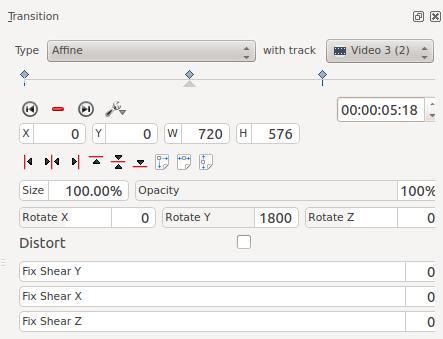 Transition
Type Affine with track Video 3 (2)
00:00:05:18
X 0 Y 0 W 720 H 576
Size 100.00% Opacity 100%
Rotate X 0 Rotate Y 1800 Rotate Z 0
Distort
Fix Shear Y 0
Fix Shear X 0
Fix Shear Z 0